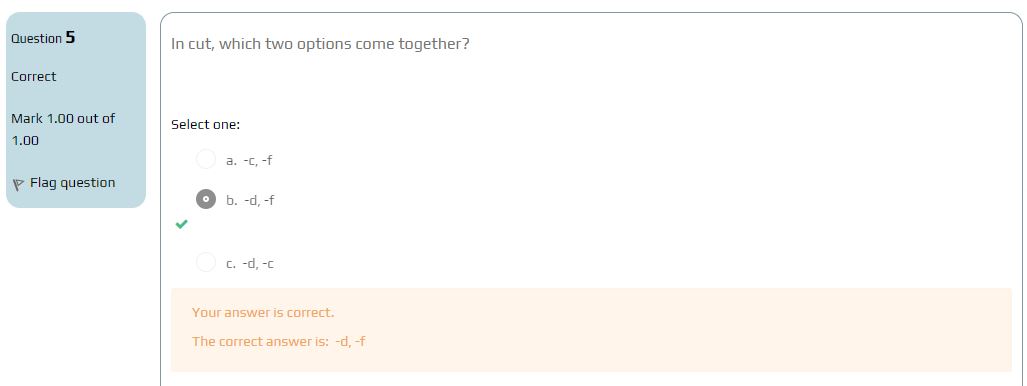 Question 5
Correct
Mark 1.00 out of
1.00
Flag question
In cut, which two options come together?
Select one:
a. -c, -f
b. -d, -f
c. -d, -c
Your answer is correct.
The correct answer is: -d, -f